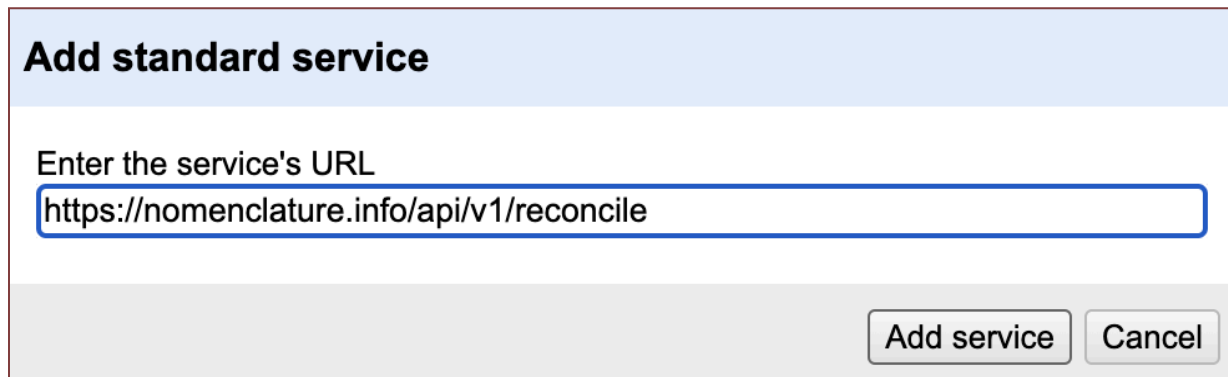 Add standard service
Enter the service's URL
https://nomenclature.info/api/v1/reconcile
Add service Cancel